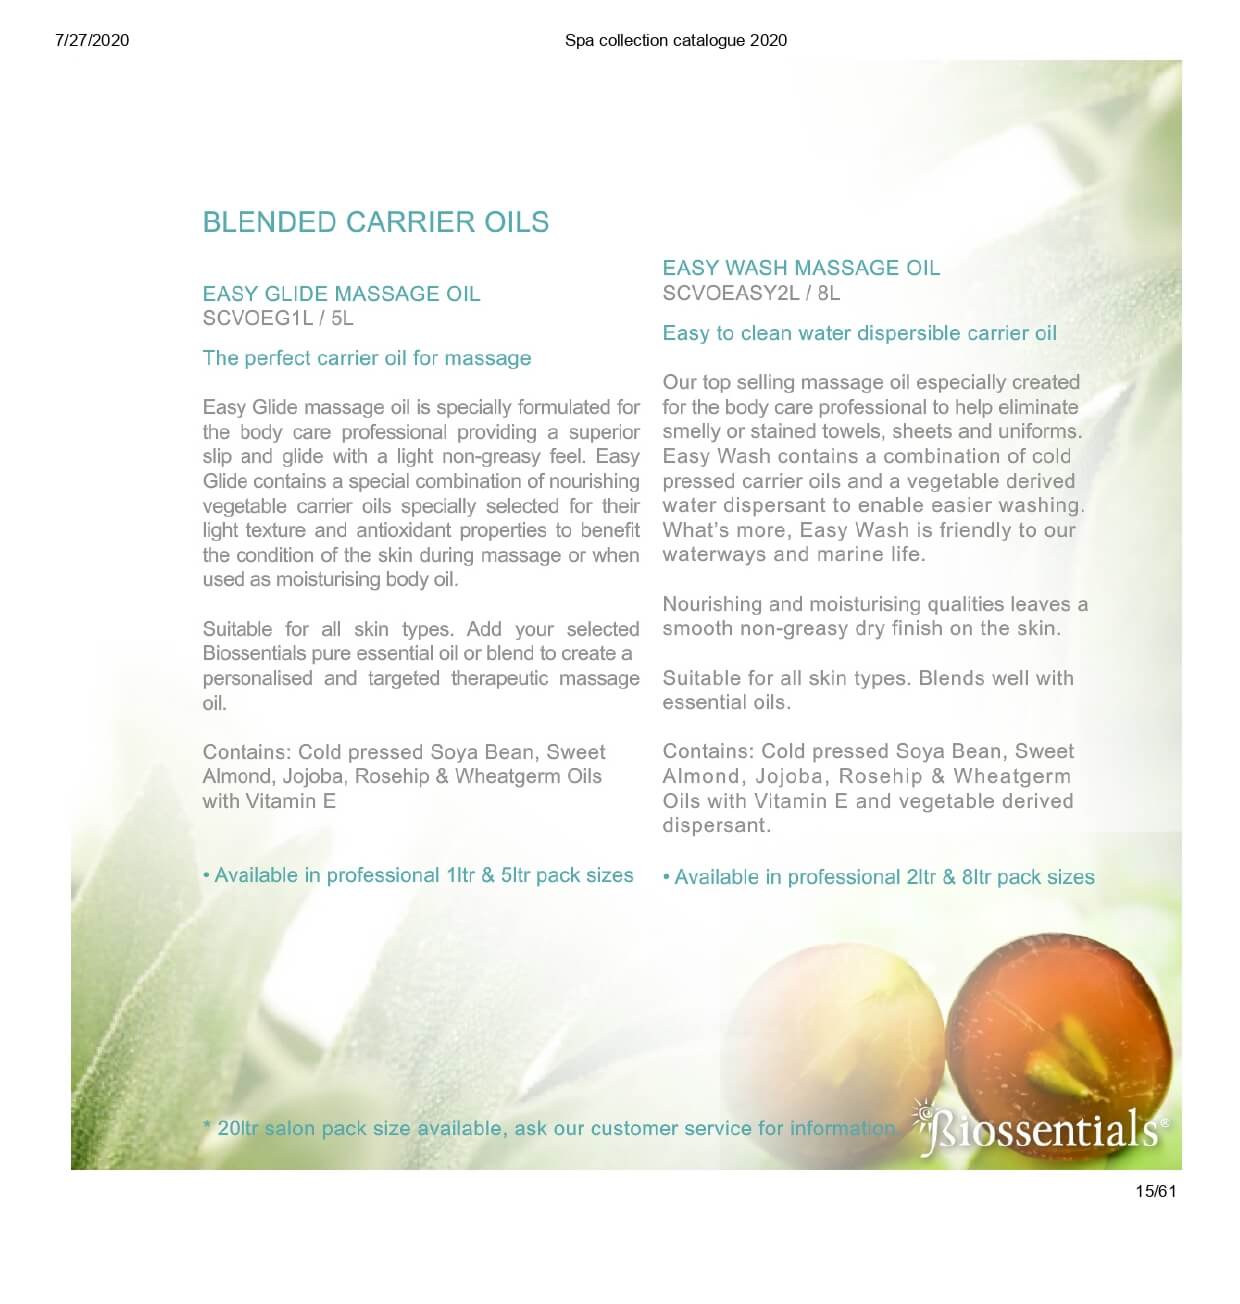 7/27/2020
Spa collection catalogue 2020
BLENDED CARRIER OILS
EASY GLIDE MASSAGE OIL
SCVOEG1L / 5L
The perfect carrier oil for massage
Easy Glide massage oil is specially formulated for
the body care professional providing a superior
slip and glide with a light non-greasy feel. Easy
Glide contains a special combination of nourishing
vegetable carrier oils specially selected for their
light texture and antioxidant properties to benefit
the condition of the skin during massage or when
used as moisturising body oil.
Suitable for all skin types. Add your selected
Biossentials pure essential oil or blend to create a
personalised and targeted therapeutic massage
oil.
Contains: Cold pressed Soya Bean, Sweet
Almond, Jojoba, Rosehip & Wheatgerm Oils
with Vitamin E
• Available in professional 1ltr & 5ltr pack sizes
EASY WASH MASSAGE OIL
SCVOEASY2L / 8L
Easy to clean water dispersible carrier oil
Our top selling massage oil especially created
for the body care professional to help eliminate
smelly or stained towels, sheets and uniforms.
Easy Wash contains a combination of cold
pressed carrier oils and a vegetable derived
water dispersant to enable easier washing.
What's more, Easy Wash is friendly to our
waterways and marine life.
Nourishing and moisturising qualities leaves a
smooth non-greasy dry finish on the skin.
Suitable for all skin types. Blends well with
essential oils.
Contains: Cold pressed Soya Bean, Sweet
Almond, Jojoba, Rosehip & Wheatgerm
Oils with Vitamin E and vegetable derived
dispersant.
• Available in professional 2ltr & 8ltr pack sizes
* 20ltr salon pack size available, ask our customer service for information.
Biossentials®
15/61